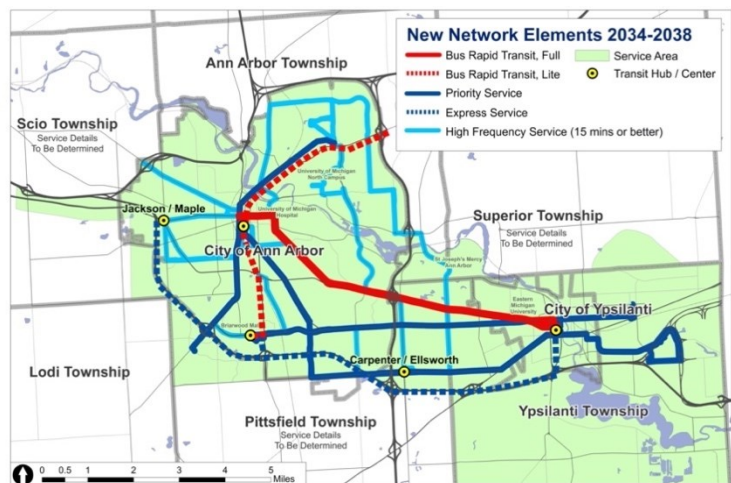 New Network Elements 2034-2038
Bus Rapid Transit, Full
Bus Rapid Transit, Lite
Priority Service
Express Service
High Frequency Service (15 mins or better)
Service Area
Transit Hub / Center
Ann Arbor Township
Scio Township
Service Details
To Be Determined
University of Michigan
North Campus
Jackson / Maple
University of Michigan
Hospital
Superior Township
Service Details
To Be Determined
City of Ann Arbor
St Joseph's Mercy
Ann Arbor
Eastern
Michigan
University
City of Ypsilanti
Briarwood Mall
Carpenter / Ellsworth
Lodi Township
Pittsfield Township
Service Details
To Be Determined
Ypsilanti Township
0 0.5 1 2 3 4 5
Miles